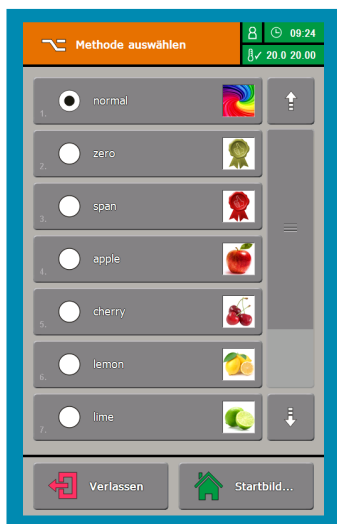 Methode auswählen
09:24
20.0 20.00
1. normal
2. zero
3. span
4. apple
5. cherry
6. lemon
7. lime
Verlassen
Startbild...